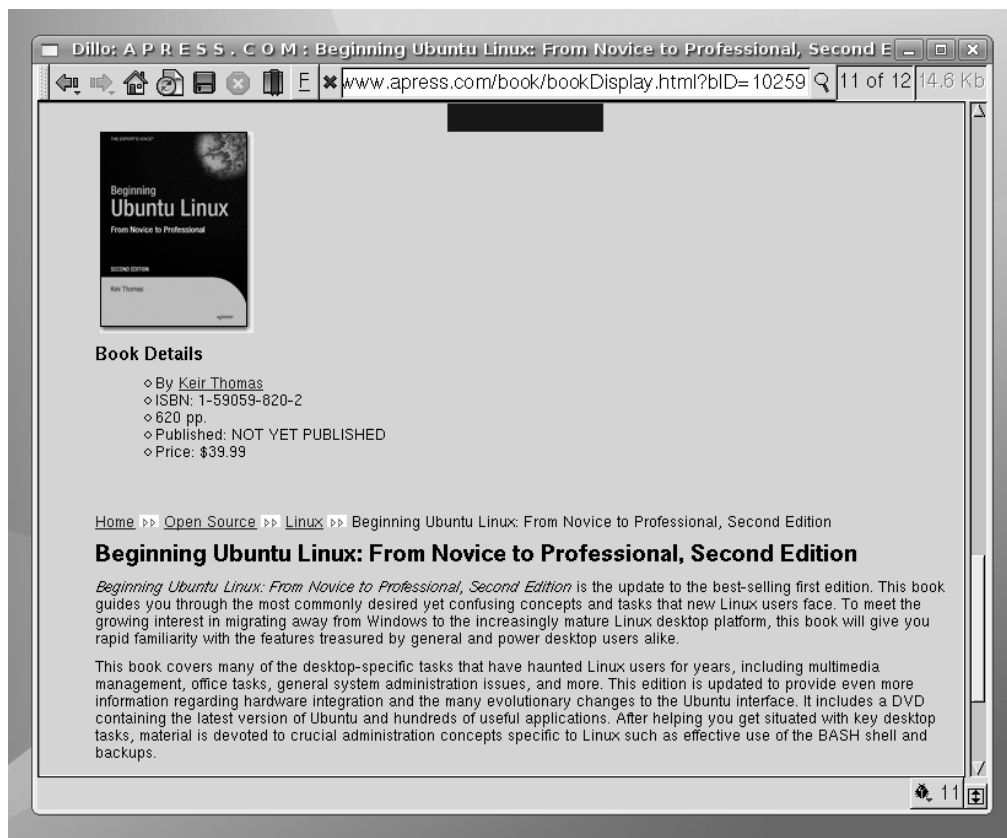 Dillo: A P R E S S . C O M : Beginning Ubuntu Linux: From Novice to Professional, Second E
F www.apress.com/book/bookDisplay.html?bID=10259 11 of 12 14.6 Kb
THE EXPERT'S VOICE®
Beginning
Ubuntu Linux
From Novice to Professional
SECOND EDITION
Keir Thomas
apress®
Book Details
By Keir Thomas
ISBN: 1-59059-820-2
620 pp.
Published: NOT YET PUBLISHED
Price: $39.99
Home Open Source Linux Beginning Ubuntu Linux: From Novice to Professional, Second Edition
Beginning Ubuntu Linux: From Novice to Professional, Second Edition
Beginning Ubuntu Linux: From Novice to Professional, Second Edition is the update to the best-selling first edition. This book
guides you through the most commonly desired yet confusing concepts and tasks that new Linux users face. To meet the
growing interest in migrating away from Windows to the increasingly mature Linux desktop platform, this book will give you
rapid familiarity with the features treasured by general and power desktop users alike.
This book covers many of the desktop-specific tasks that have haunted Linux users for years, including multimedia
management, office tasks, general system administration issues, and more. This edition is updated to provide even more
information regarding hardware integration and the many evolutionary changes to the Ubuntu interface. It includes a DVD
containing the latest version of Ubuntu and hundreds of useful applications. After helping you get situated with key desktop
tasks, material is devoted to crucial administration concepts specific to Linux such as effective use of the BASH shell and
backups.
11